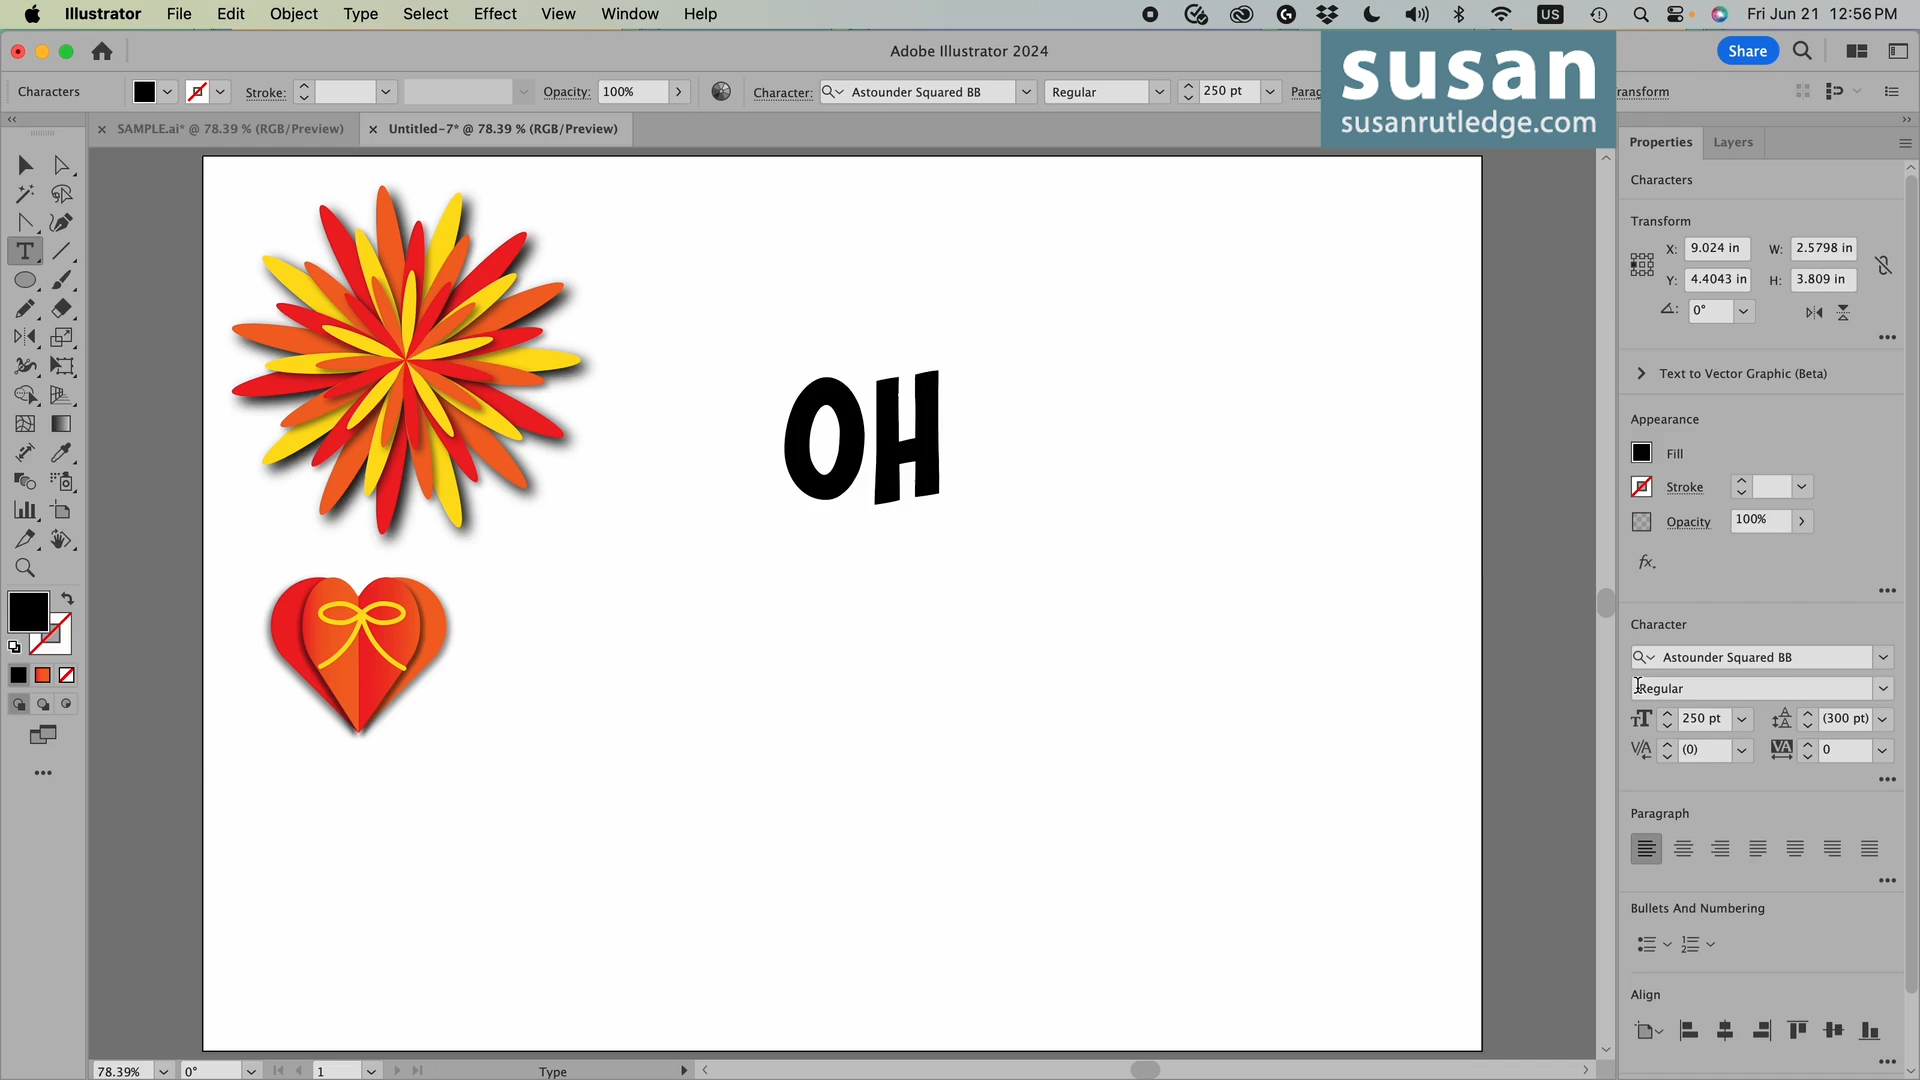 Illustrator File Edit Object Type Select Effect View Window Help US Fri Jun 21 12:56 PM
Adobe Illustrator 2024
Share
susan
susanrutledge.com
Characters Stroke: Opacity: 100% Character: Astounder Squared BB Regular 250 pt Parag ransform
SAMPLE.ai* @ 78.39 % (RGB/Preview) Untitled-7* @ 78.39 % (RGB/Preview)
Properties Layers
Characters
Transform
X: 9.024 in W: 2.5798 in
Y: 4.4043 in H: 3.809 in
0°
Text to Vector Graphic (Beta)
Appearance
Fill
Stroke
Opacity 100%
fx.
OH
Character
Astounder Squared BB
Regular
250 pt (300 pt)
(0) 0
Paragraph
Bullets And Numbering
Align
78.39% 0° 1 Type